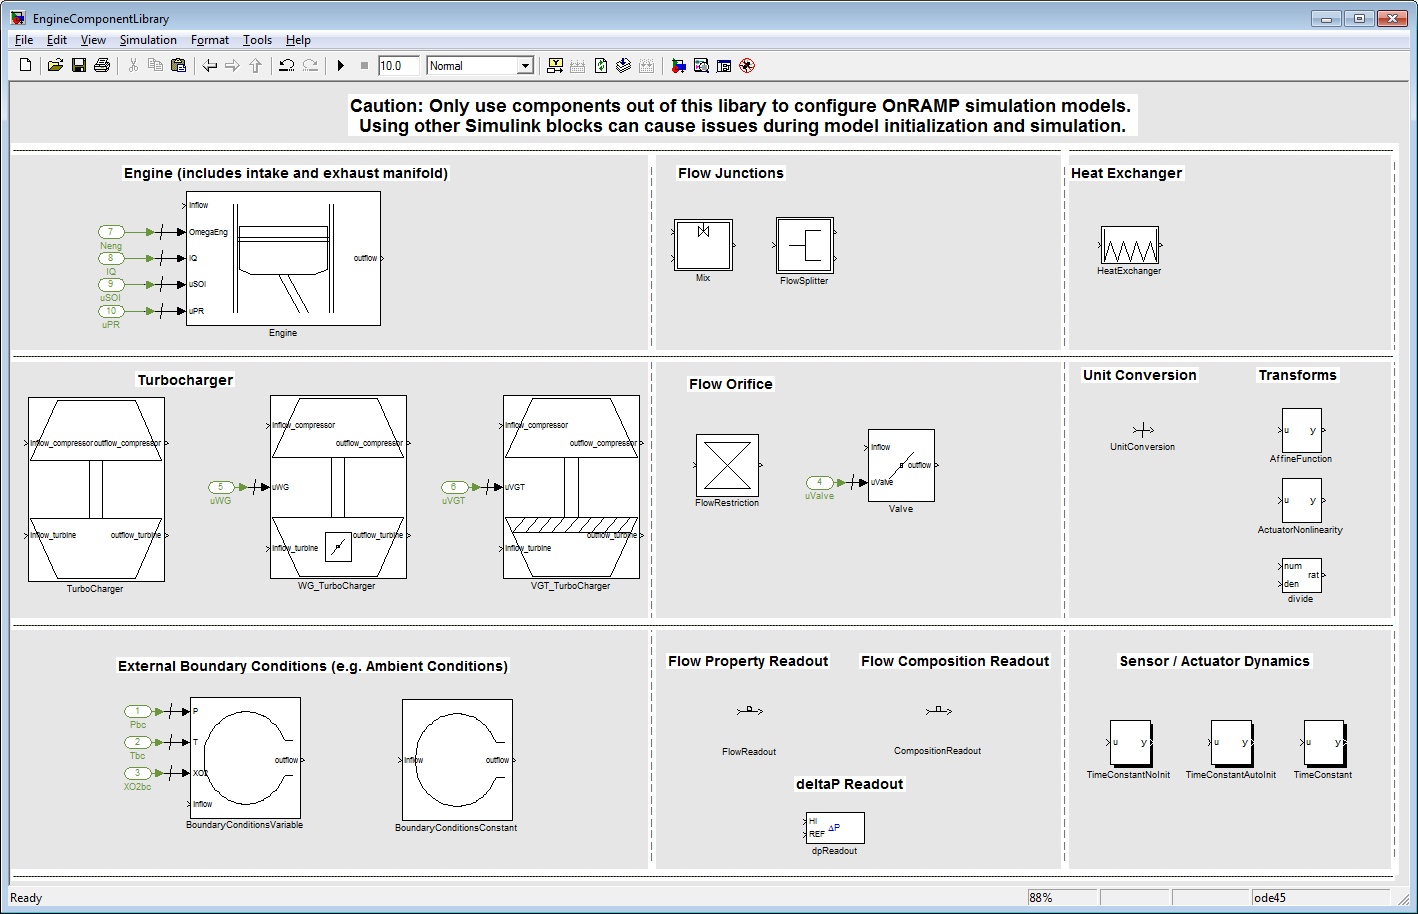 EngineComponentLibrary
File Edit View Simulation Format Tools Help
10.0 Normal
Caution: Only use components out of this libary to configure OnRAMP simulation models.
Using other Simulink blocks can cause issues during model initialization and simulation.
Engine (includes intake and exhaust manifold)
Inflow
7 OmegaEng
Neng
8 IQ
IQ
9 uSOI
uSOI
10 uPR
uPR
outflow
Engine
Flow Junctions
Mix
FlowSplitter
Heat Exchanger
HeatExchanger
Turbocharger
Inflow_compressor outflow_compressor
Inflow_turbine outflow_turbine
TurboCharger
Inflow_compressor
outflow_compressor
5 uWG
uWG
Inflow_turbine outflow_turbine
WG_TurboCharger
Inflow_compressor
outflow_compressor
6 uVGT
uVGT
outflow_turbine
Inflow_turbine
VGT_TurboCharger
Flow Orifice
FlowRestriction
Inflow
outflow
4 uValve
uValve
Valve
Unit Conversion
UnitConversion
Transforms
u y
AffineFunction
u y
ActuatorNonlinearity
num
rat
den
divide
External Boundary Conditions (e.g. Ambient Conditions)
1 P
Pbc
2 T
Tbc
outflow
3 XO2
XO2bc
Inflow
BoundaryConditionsVariable
Inflow outflow
BoundaryConditionsConstant
Flow Property Readout
FlowReadout
Flow Composition Readout
CompositionReadout
deltaP Readout
HI
ΔP
REF
dpReadout
Sensor / Actuator Dynamics
u y
TimeConstantNoInit
u y
TimeConstantAutoInit
u y
TimeConstant
Ready 88% ode45